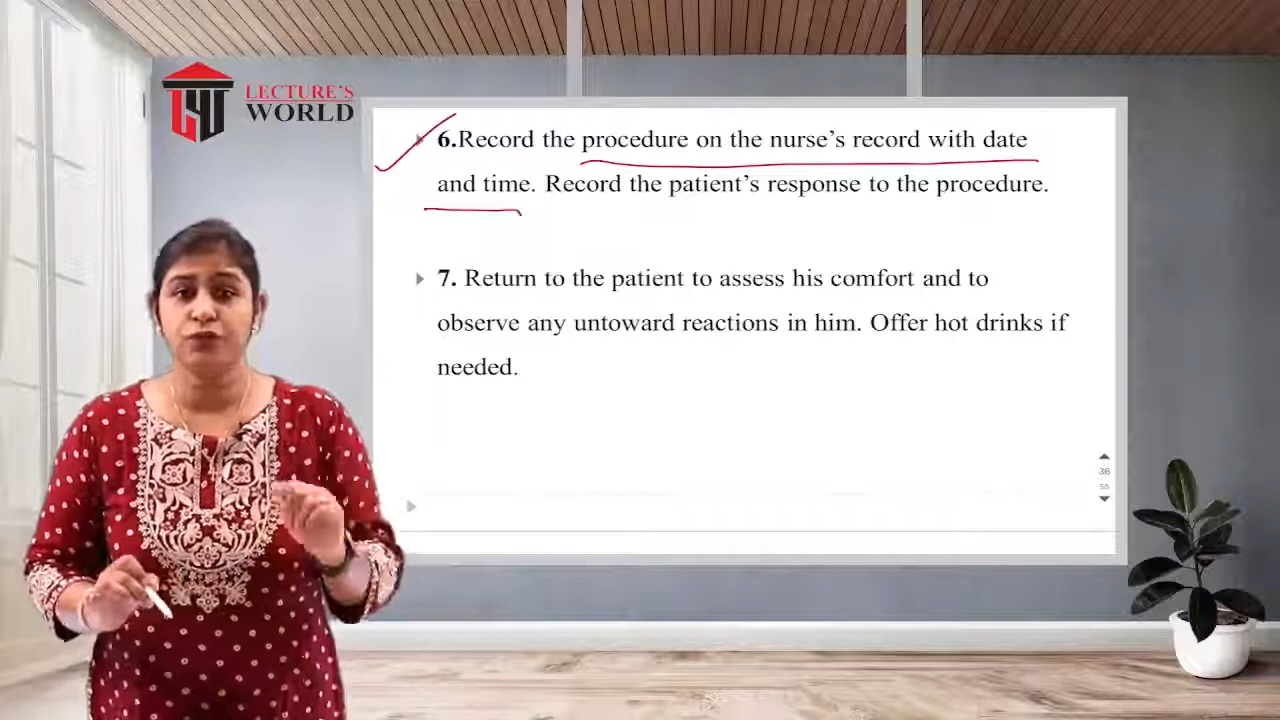 LECTURE'S
WORLD
6.Record the procedure on the nurse’s record with date
and time. Record the patient’s response to the procedure.
7. Return to the patient to assess his comfort and to
observe any untoward reactions in him. Offer hot drinks if
needed.
36
55